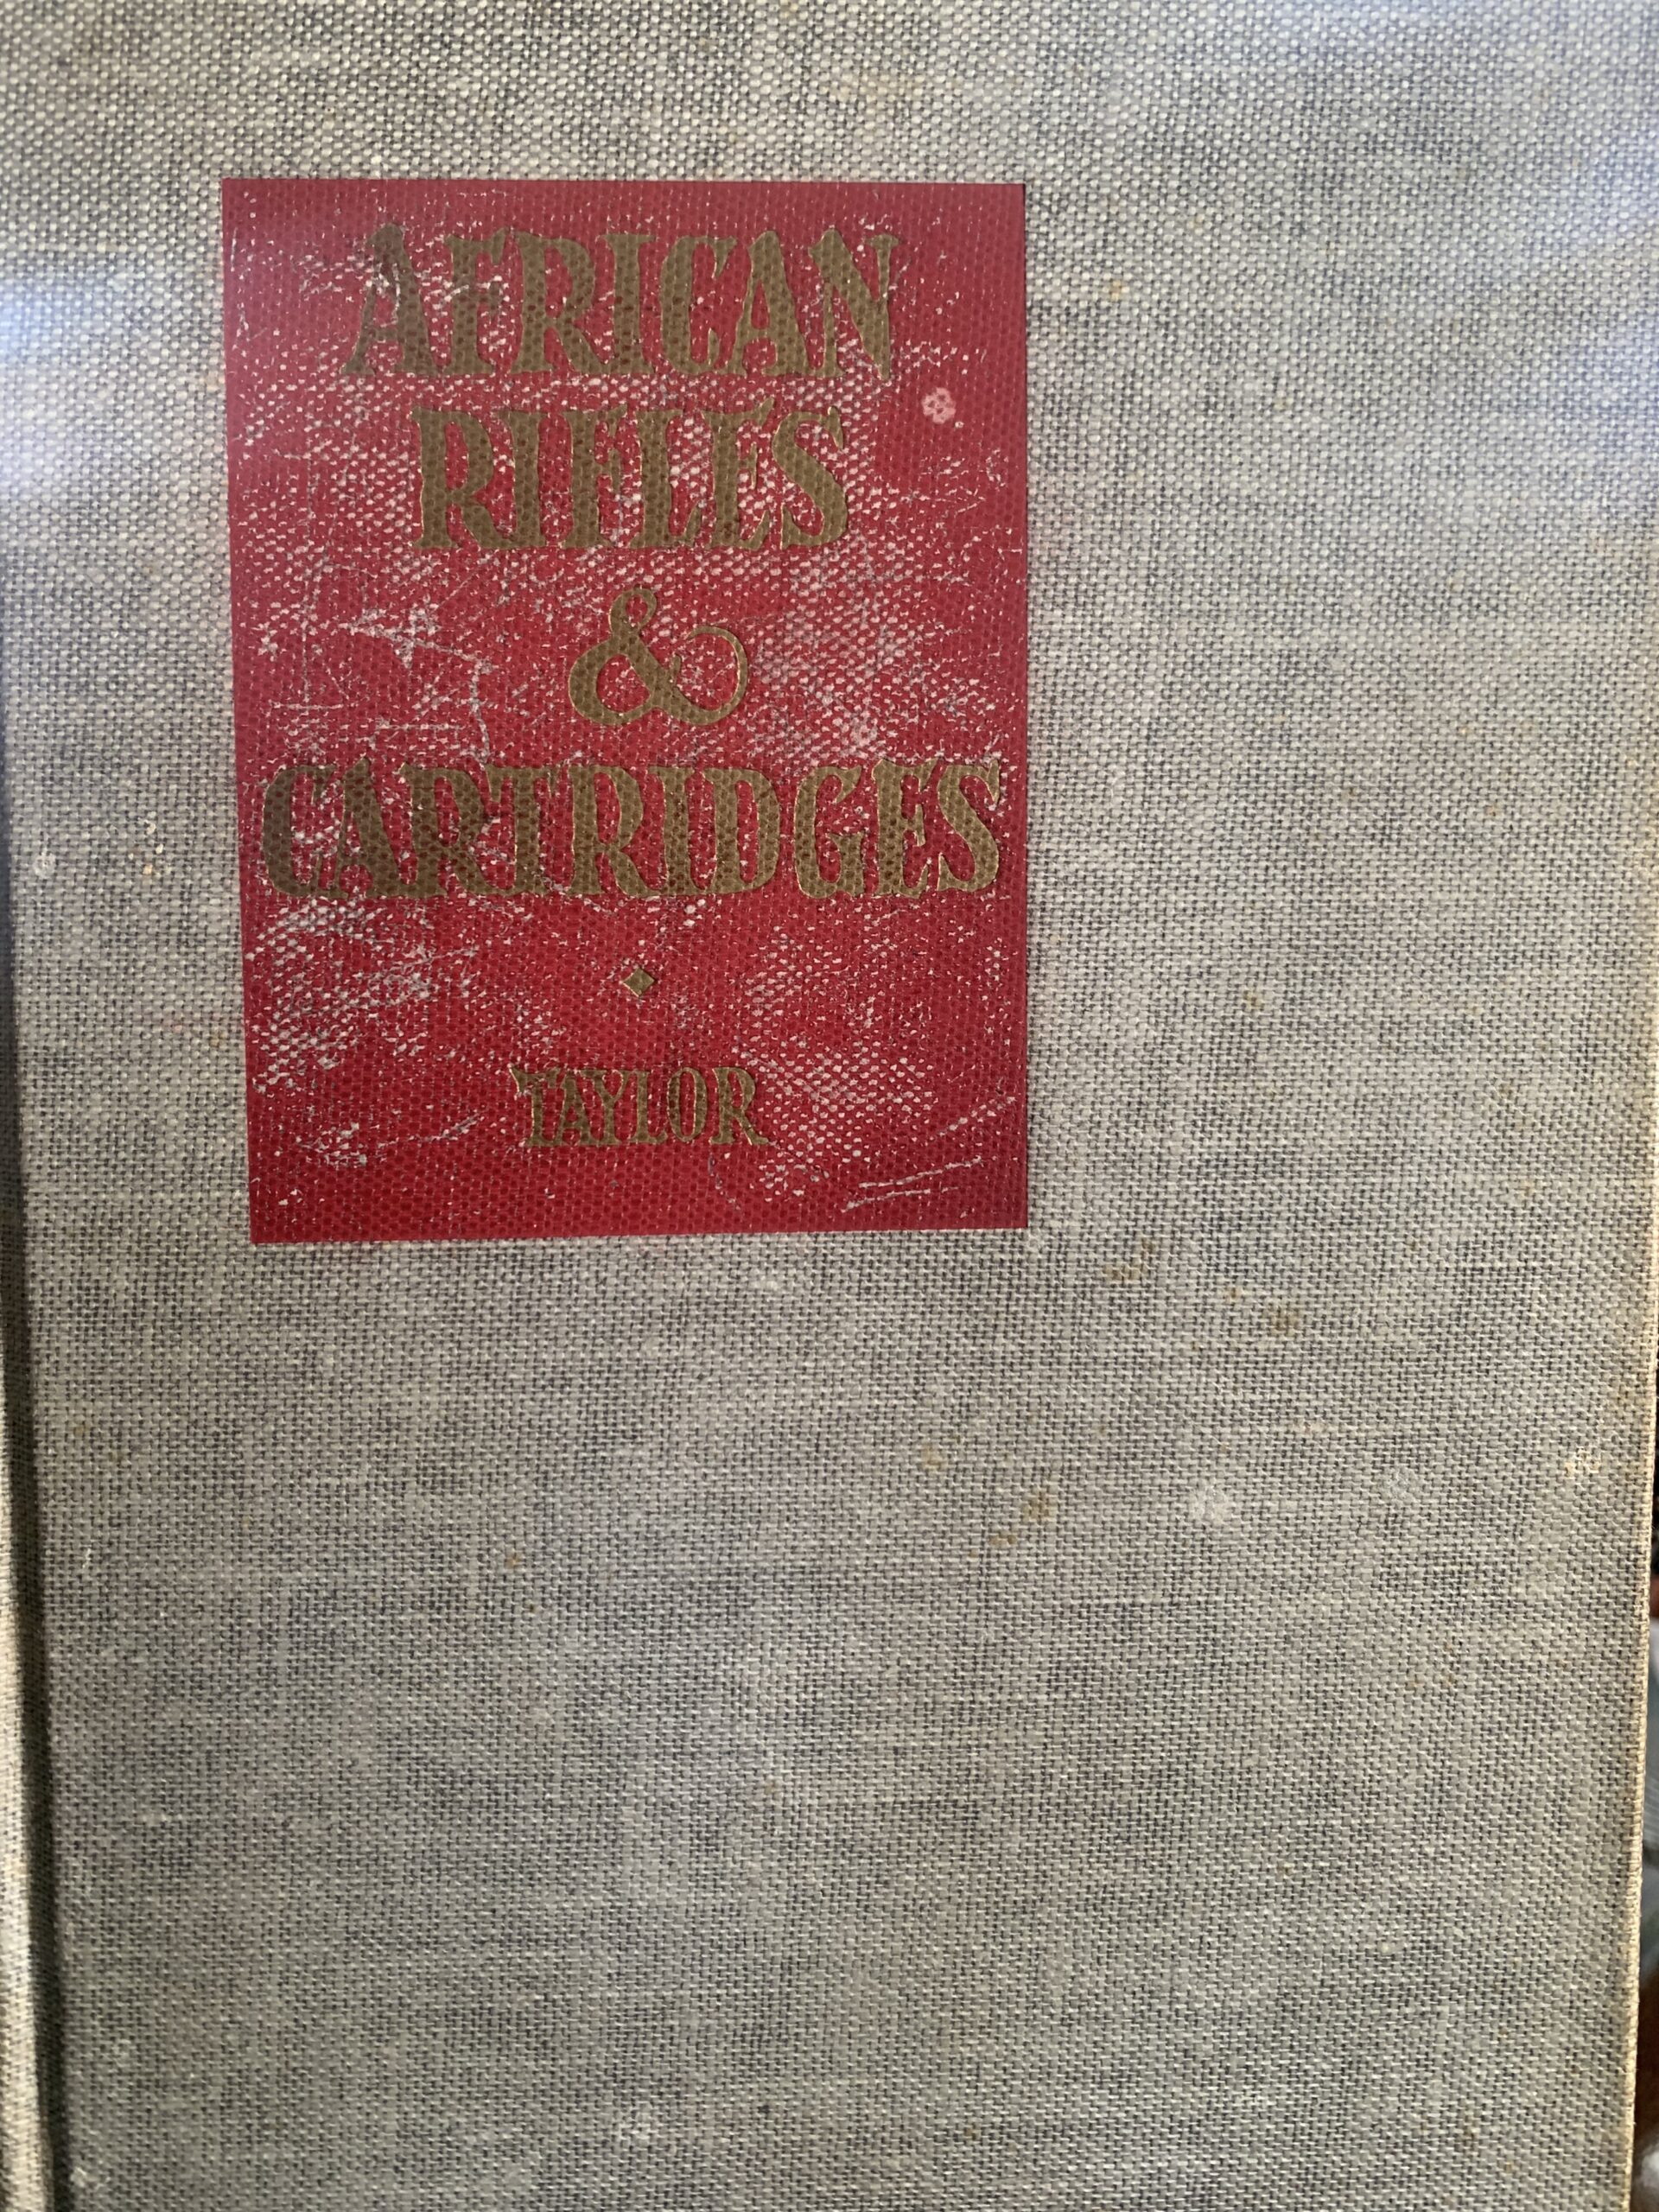 AFRICAN
RIFLES
&
CARTRIDGES
TAYLOR